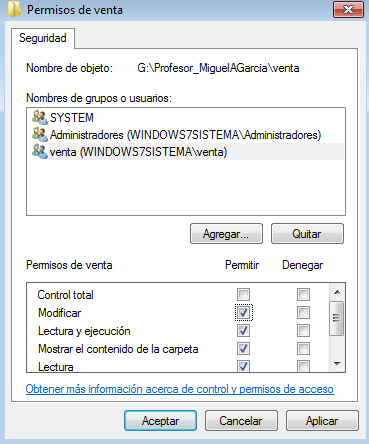 Permisos de venta
Seguridad
Nombre de objeto: G:\Profesor_MiguelAGarcia\venta
Nombres de grupos o usuarios:
SYSTEM
Administradores (WINDOWS7SISTEMA\Administradores)
venta (WINDOWS7SISTEMA\venta)
Agregar... Quitar
Permisos de venta Permitir Denegar
Control total
Modificar
Lectura y ejecución
Mostrar el contenido de la carpeta
Lectura
Obtener más información acerca de control y permisos de acceso
Aceptar Cancelar Aplicar